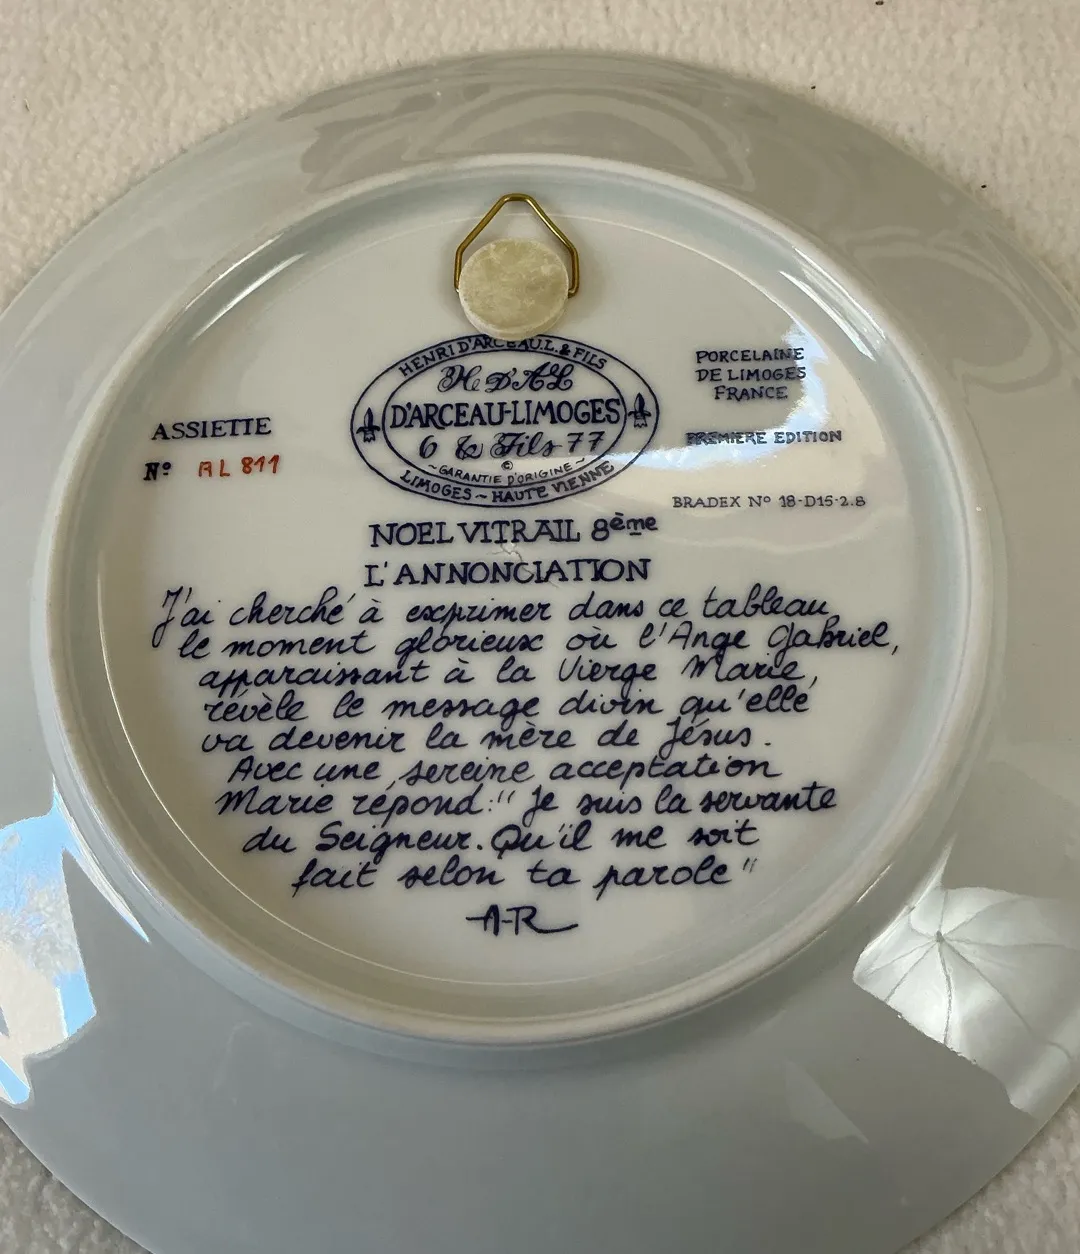 HENRI D'ARCEAU.L. & FILS
H. D'A&L
D'ARCEAU-LIMOGES
6 & Fils 77
~ GARANTIE D'ORIGINE ~
©
LIMOGES ~ HAUTE VIENNE
PORCELAINE
DE LIMOGES
FRANCE
ASSIETTE
Nº AL 811
PREMIERE EDITION
BRADEX Nº 18-D15-2.8
NOEL VITRAIL 8ème
L'ANNONCIATION
J'ai cherché à exprimer dans ce tableau
le moment glorieux où l'Ange Gabriel,
apparaissant à la Vierge Marie,
révèle le message divin qu'elle
va devenir la mère de Jésus.
Avec une sereine acceptation
Marie répond: "Je suis la servante
du Seigneur. Qu'il me soit
fait selon ta parole"
A-R